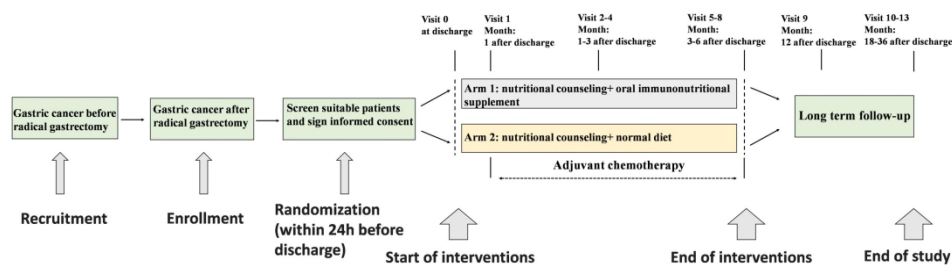 Visit 0
at discharge
Visit 1
Month:
1 after discharge
Visit 2-4
Month:
1-3 after discharge
Visit 5-8
Month:
3-6 after discharge
Visit 9
Month:
12 after discharge
Visit 10-13
Month:
18-36 after discharge
Gastric cancer before
radical gastrectomy
Gastric cancer after
radical gastrectomy
Screen suitable patients
and sign informed consent
Arm 1: nutritional counseling+ oral immunonutritional
supplement
Arm 2: nutritional counseling+ normal diet
Adjuvant chemotherapy
Long term follow-up
Recruitment
Enrollment
Randomization
(within 24h before
discharge)
Start of interventions
End of interventions
End of study